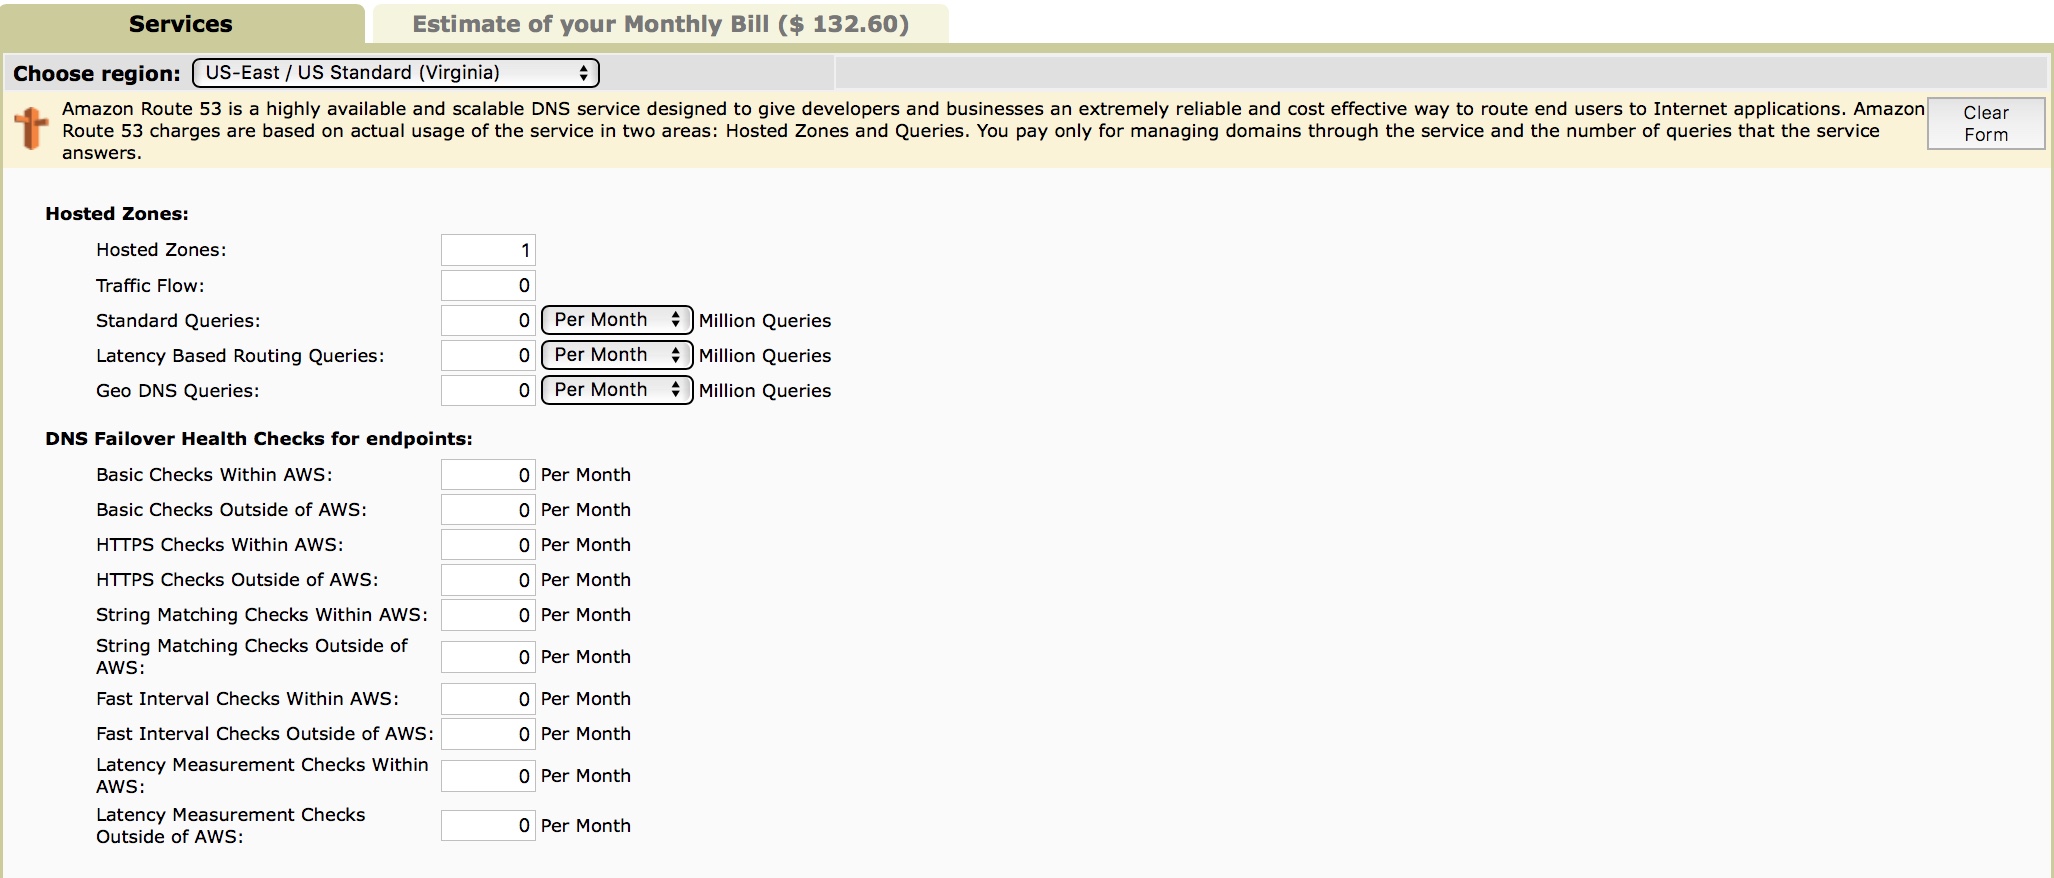 Services
Estimate of your Monthly Bill ($ 132.60)
Choose region: US-East / US Standard (Virginia)
Amazon Route 53 is a highly available and scalable DNS service designed to give developers and businesses an extremely reliable and cost effective way to route end users to Internet applications. Amazon
Route 53 charges are based on actual usage of the service in two areas: Hosted Zones and Queries. You pay only for managing domains through the service and the number of queries that the service
answers.
Clear
Form
Hosted Zones:
Hosted Zones: 1
Traffic Flow: 0
Standard Queries: 0 Per Month Million Queries
Latency Based Routing Queries: 0 Per Month Million Queries
Geo DNS Queries: 0 Per Month Million Queries
DNS Failover Health Checks for endpoints:
Basic Checks Within AWS: 0 Per Month
Basic Checks Outside of AWS: 0 Per Month
HTTPS Checks Within AWS: 0 Per Month
HTTPS Checks Outside of AWS: 0 Per Month
String Matching Checks Within AWS: 0 Per Month
String Matching Checks Outside of
AWS: 0 Per Month
Fast Interval Checks Within AWS: 0 Per Month
Fast Interval Checks Outside of AWS: 0 Per Month
Latency Measurement Checks Within
AWS: 0 Per Month
Latency Measurement Checks
Outside of AWS: 0 Per Month